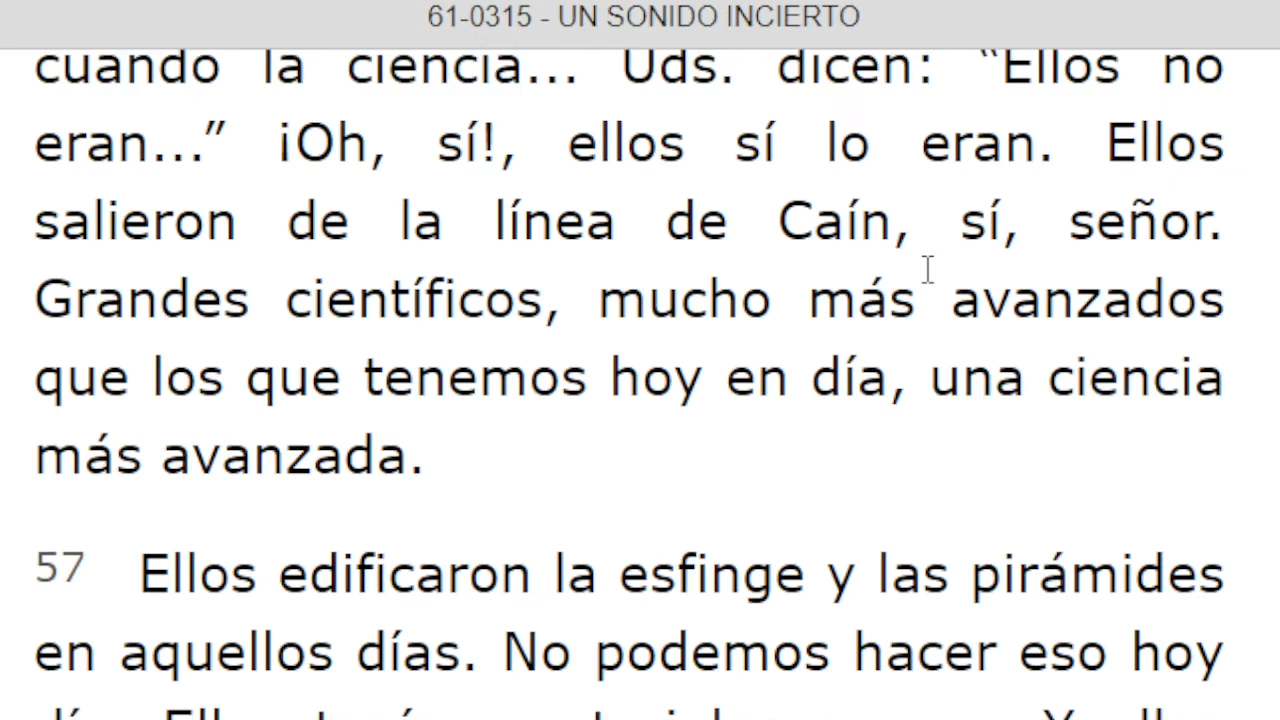 61-0315 - UN SONIDO INCIERTO
cuando la ciencia... Uds. dicen: “Ellos no
eran...” ¡Oh, sí!, ellos sí lo eran. Ellos
salieron de la línea de Caín, sí, señor.
Grandes científicos, mucho más avanzados
que los que tenemos hoy en día, una ciencia
más avanzada.
57 Ellos edificaron la esfinge y las pirámides
en aquellos días. No podemos hacer eso hoy